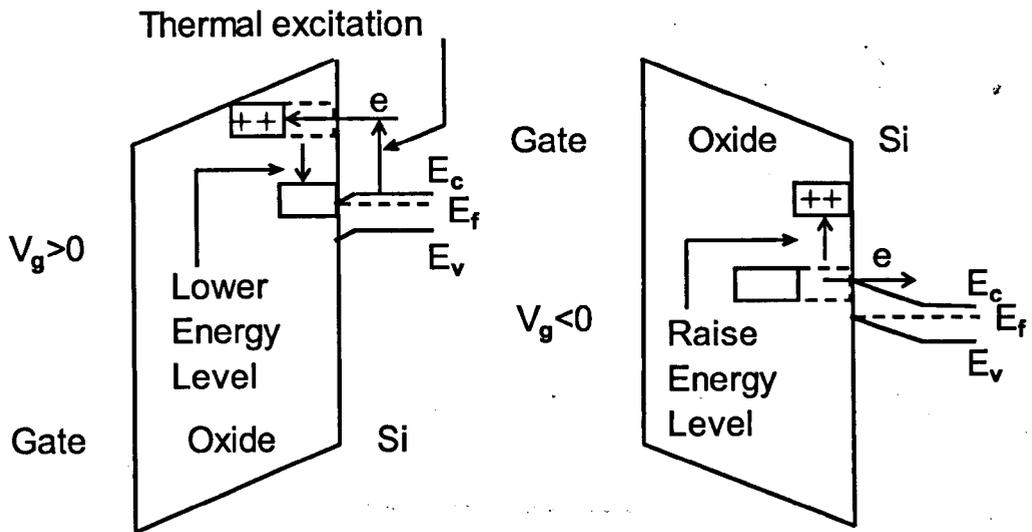 Thermal excitation
++
e
E_c
E_f
E_v
V_g>0
Lower
Energy
Level
Gate
Oxide
Si
Gate
Oxide
Si
++
e
E_c
E_f
E_v
V_g<0
Raise
Energy
Level